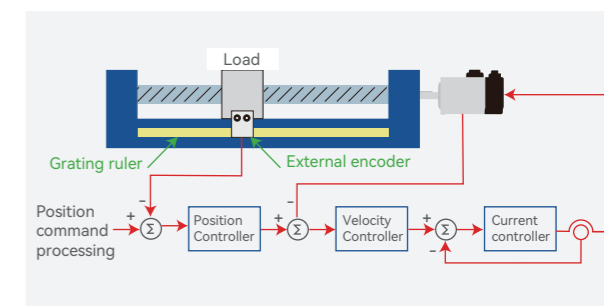 Load
Grating ruler
External encoder
Position
command
processing
+
-
Σ
Position
Controller
+
-
Σ
Velocity
Controller
+
-
Σ
Current
controller